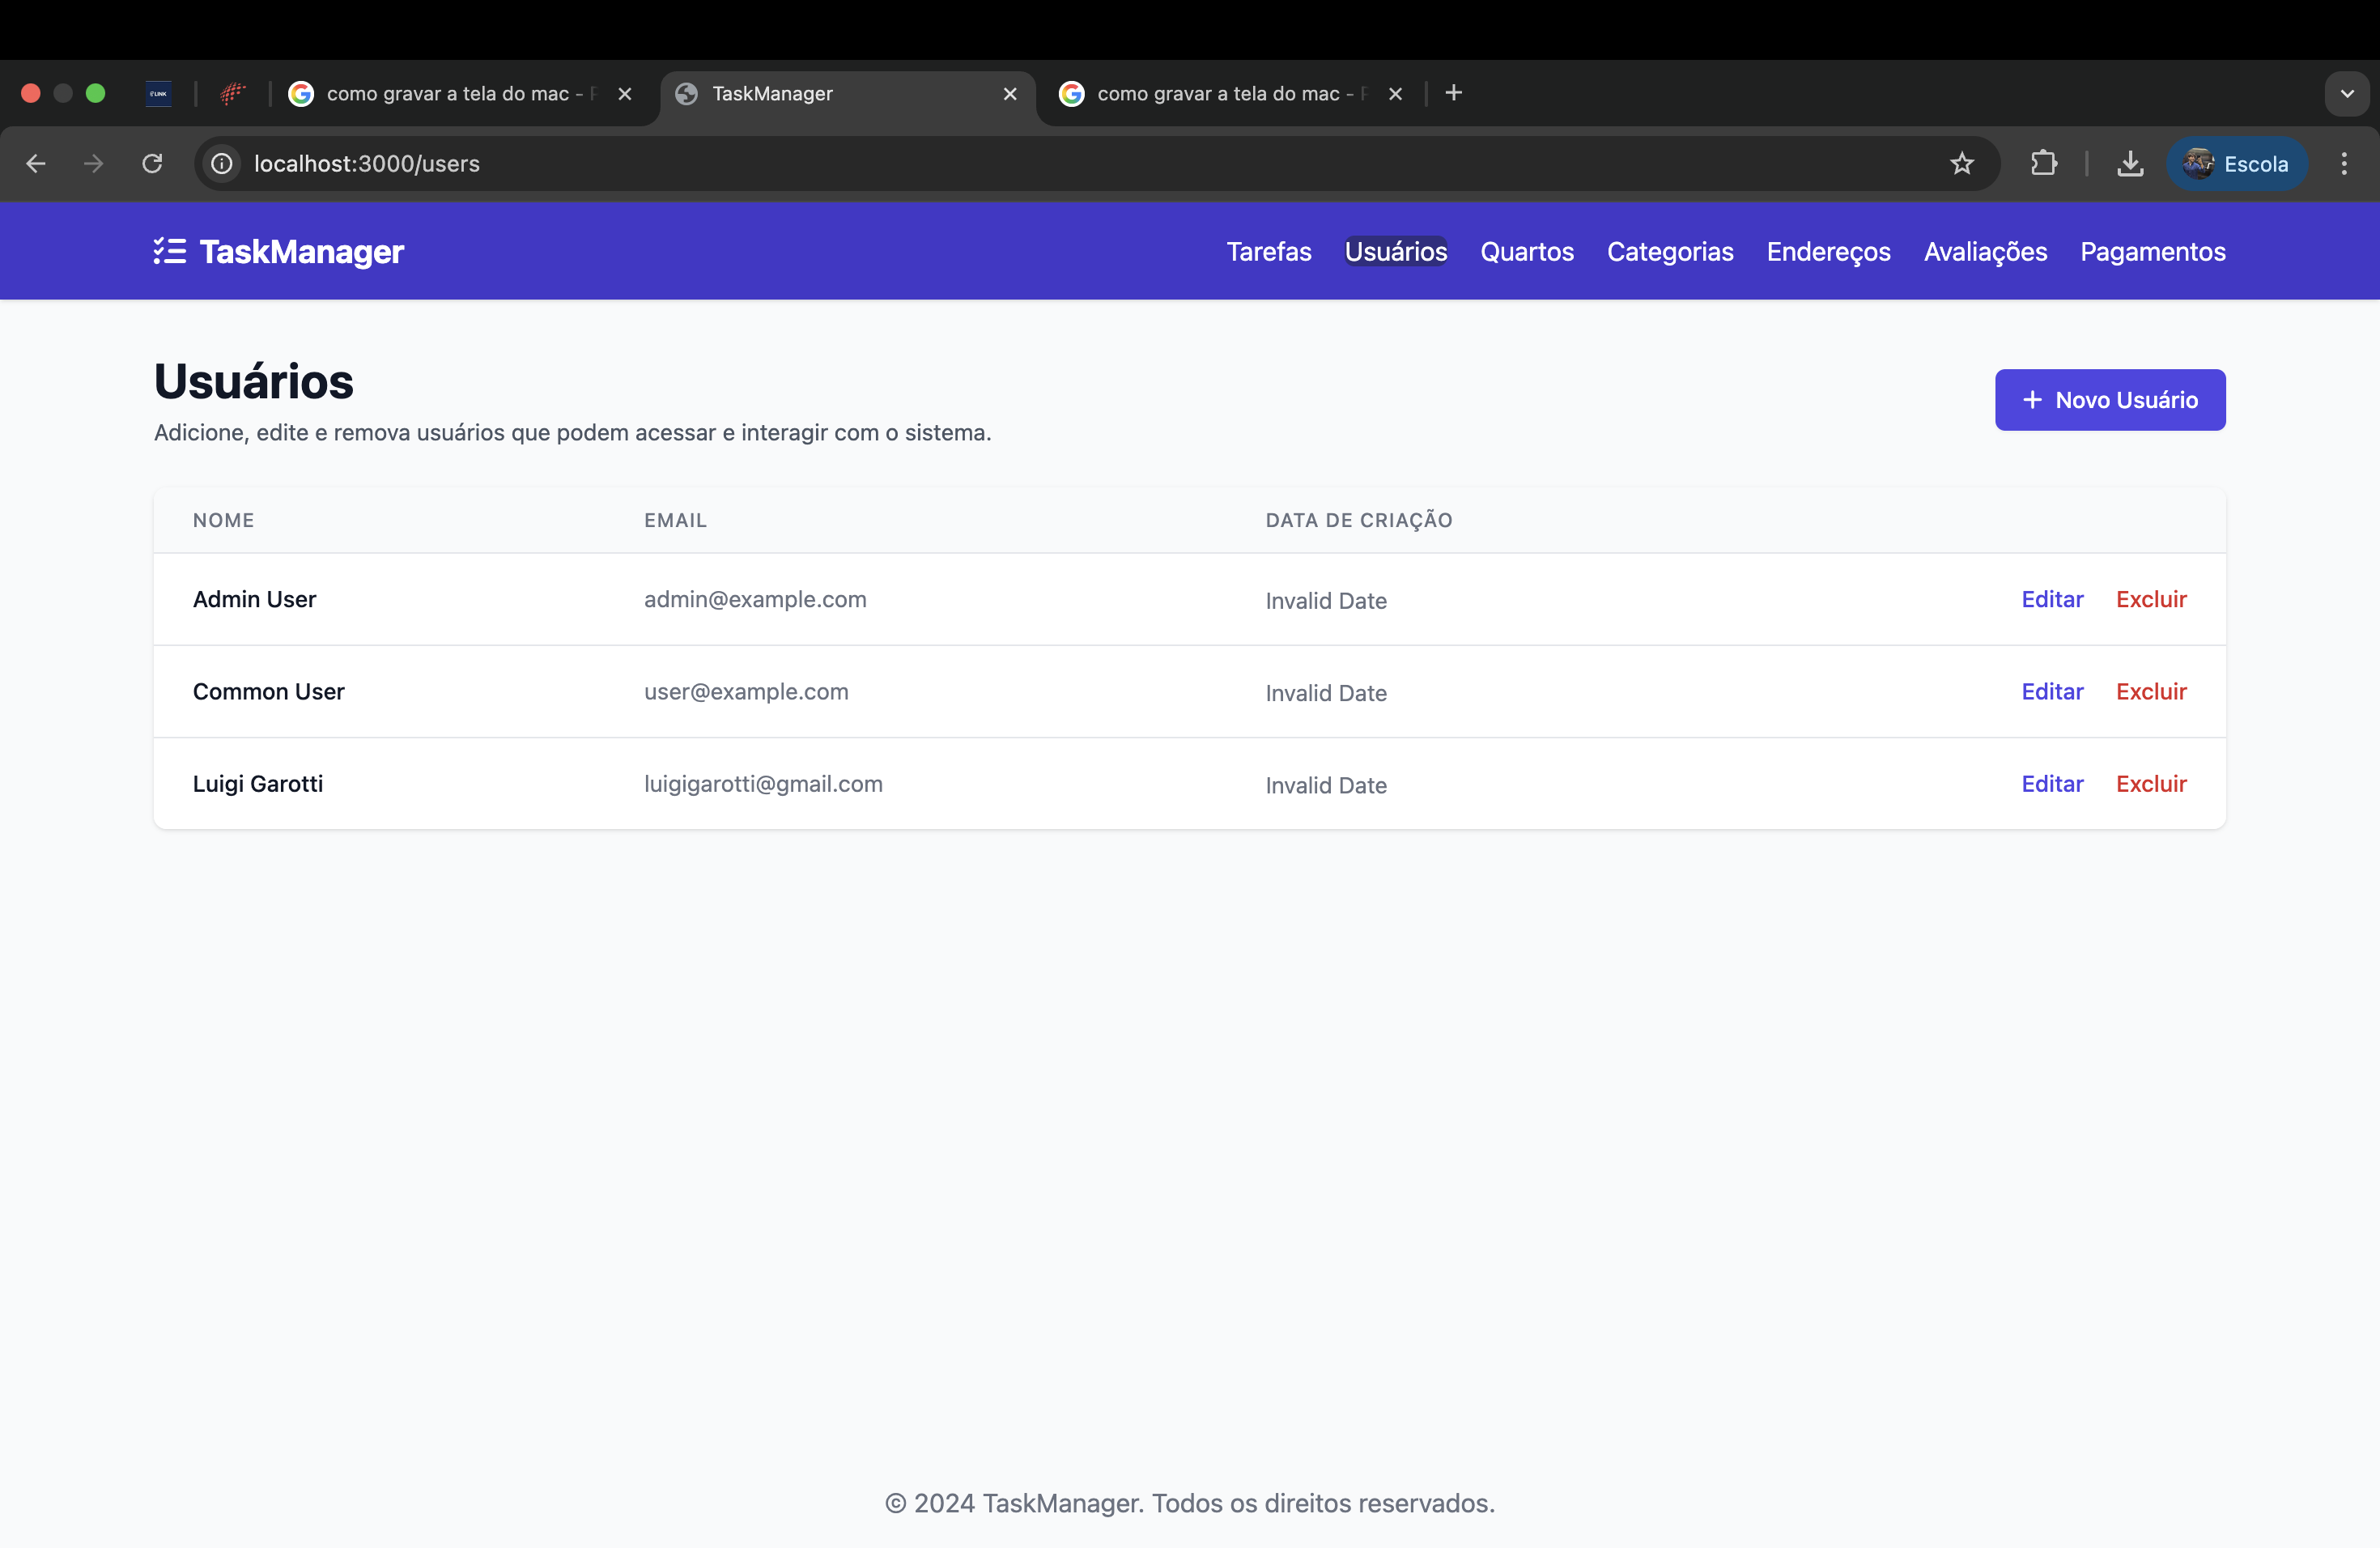 LINK
como gravar a tela do mac -
TaskManager
como gravar a tela do mac -
localhost:3000/users
Escola
TaskManager
Tarefas Usuários Quartos Categorias Endereços Avaliações Pagamentos
Usuários
Adicione, edite e remova usuários que podem acessar e interagir com o sistema.
+ Novo Usuário
NOME EMAIL DATA DE CRIAÇÃO
Admin User admin@example.com Invalid Date Editar Excluir
Common User user@example.com Invalid Date Editar Excluir
Luigi Garotti luigigarotti@gmail.com Invalid Date Editar Excluir
© 2024 TaskManager. Todos os direitos reservados.